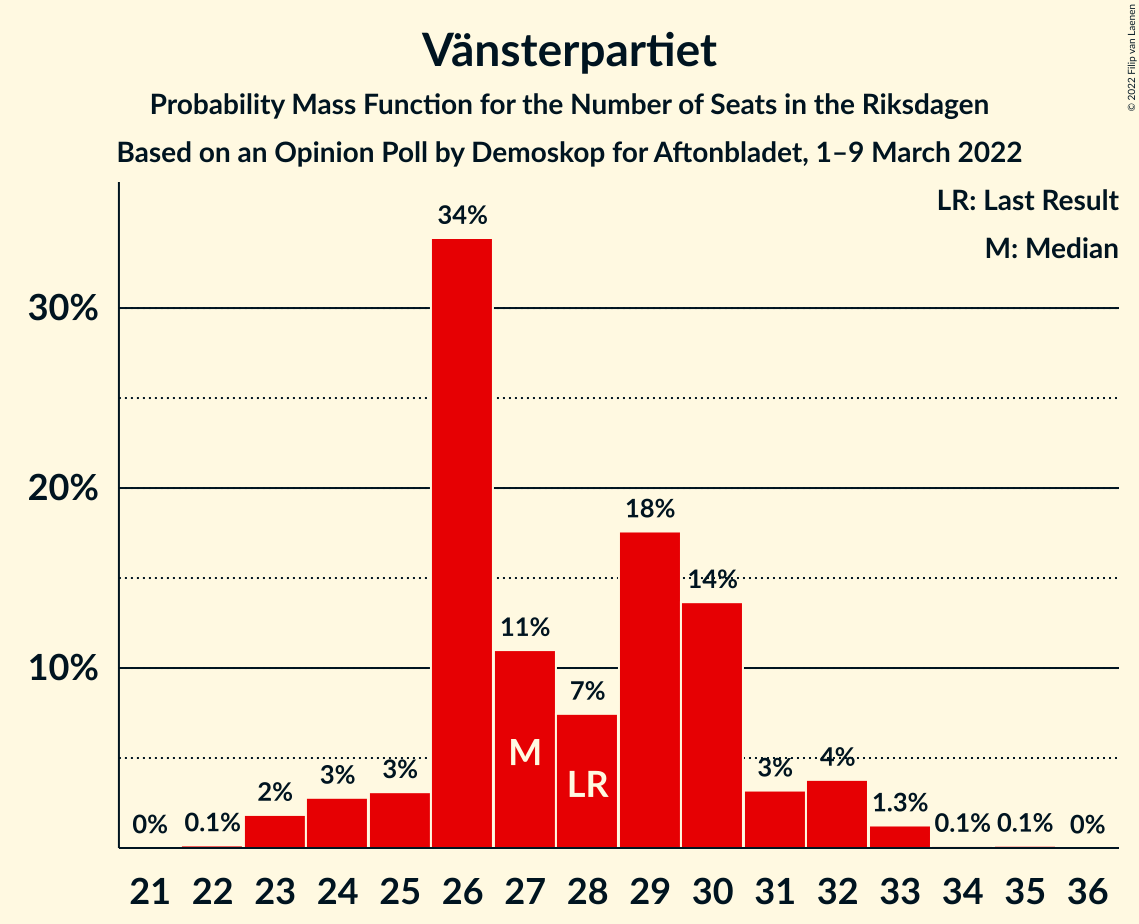 Vänsterpartiet
Probability Mass Function for the Number of Seats in the Riksdagen
Based on an Opinion Poll by Demoskop for Aftonbladet, 1–9 March 2022
© 2022 Filip van Laenen
LR: Last Result
M: Median
30%
20%
10%
0%
0.1%
2%
3%
3%
34%
11%
7%
18%
14%
3%
4%
1.3%
0.1%
0.1%
0%
M
LR
21 22 23 24 25 26 27 28 29 30 31 32 33 34 35 36